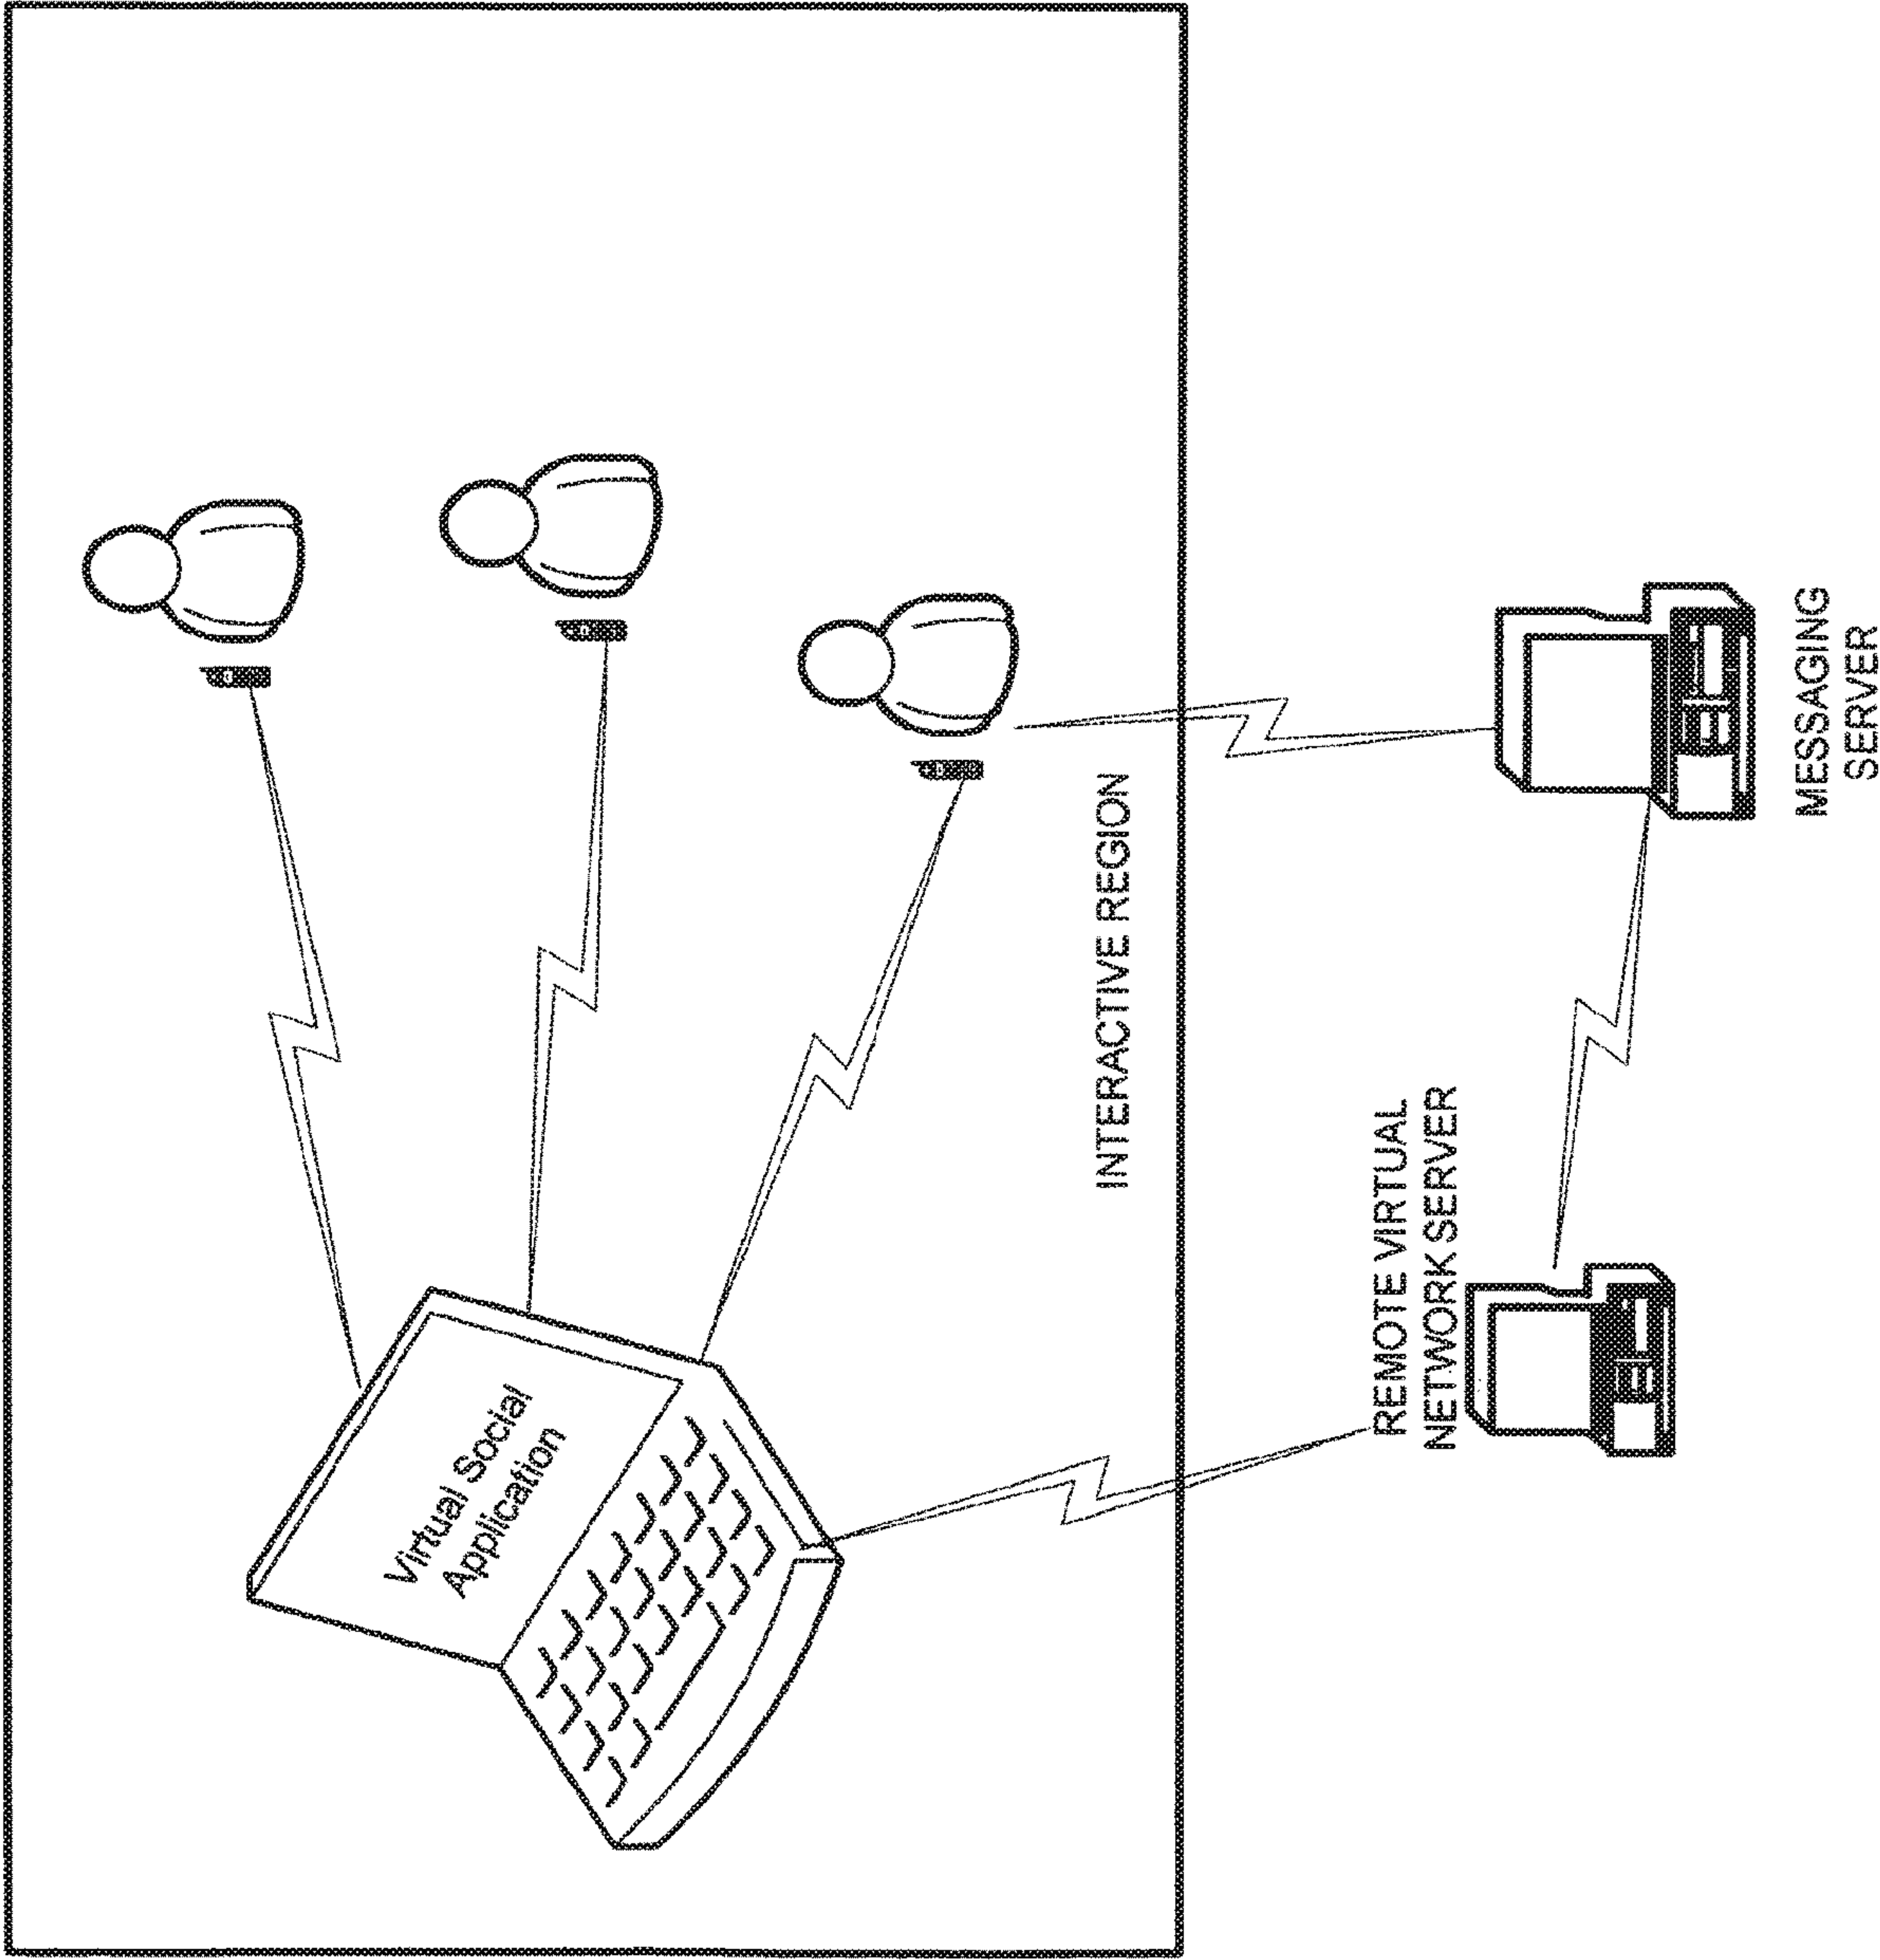 Virtual Social
Application
INTERACTIVE REGION
REMOTE VIRTUAL
NETWORK SERVER
MESSAGING
SERVER